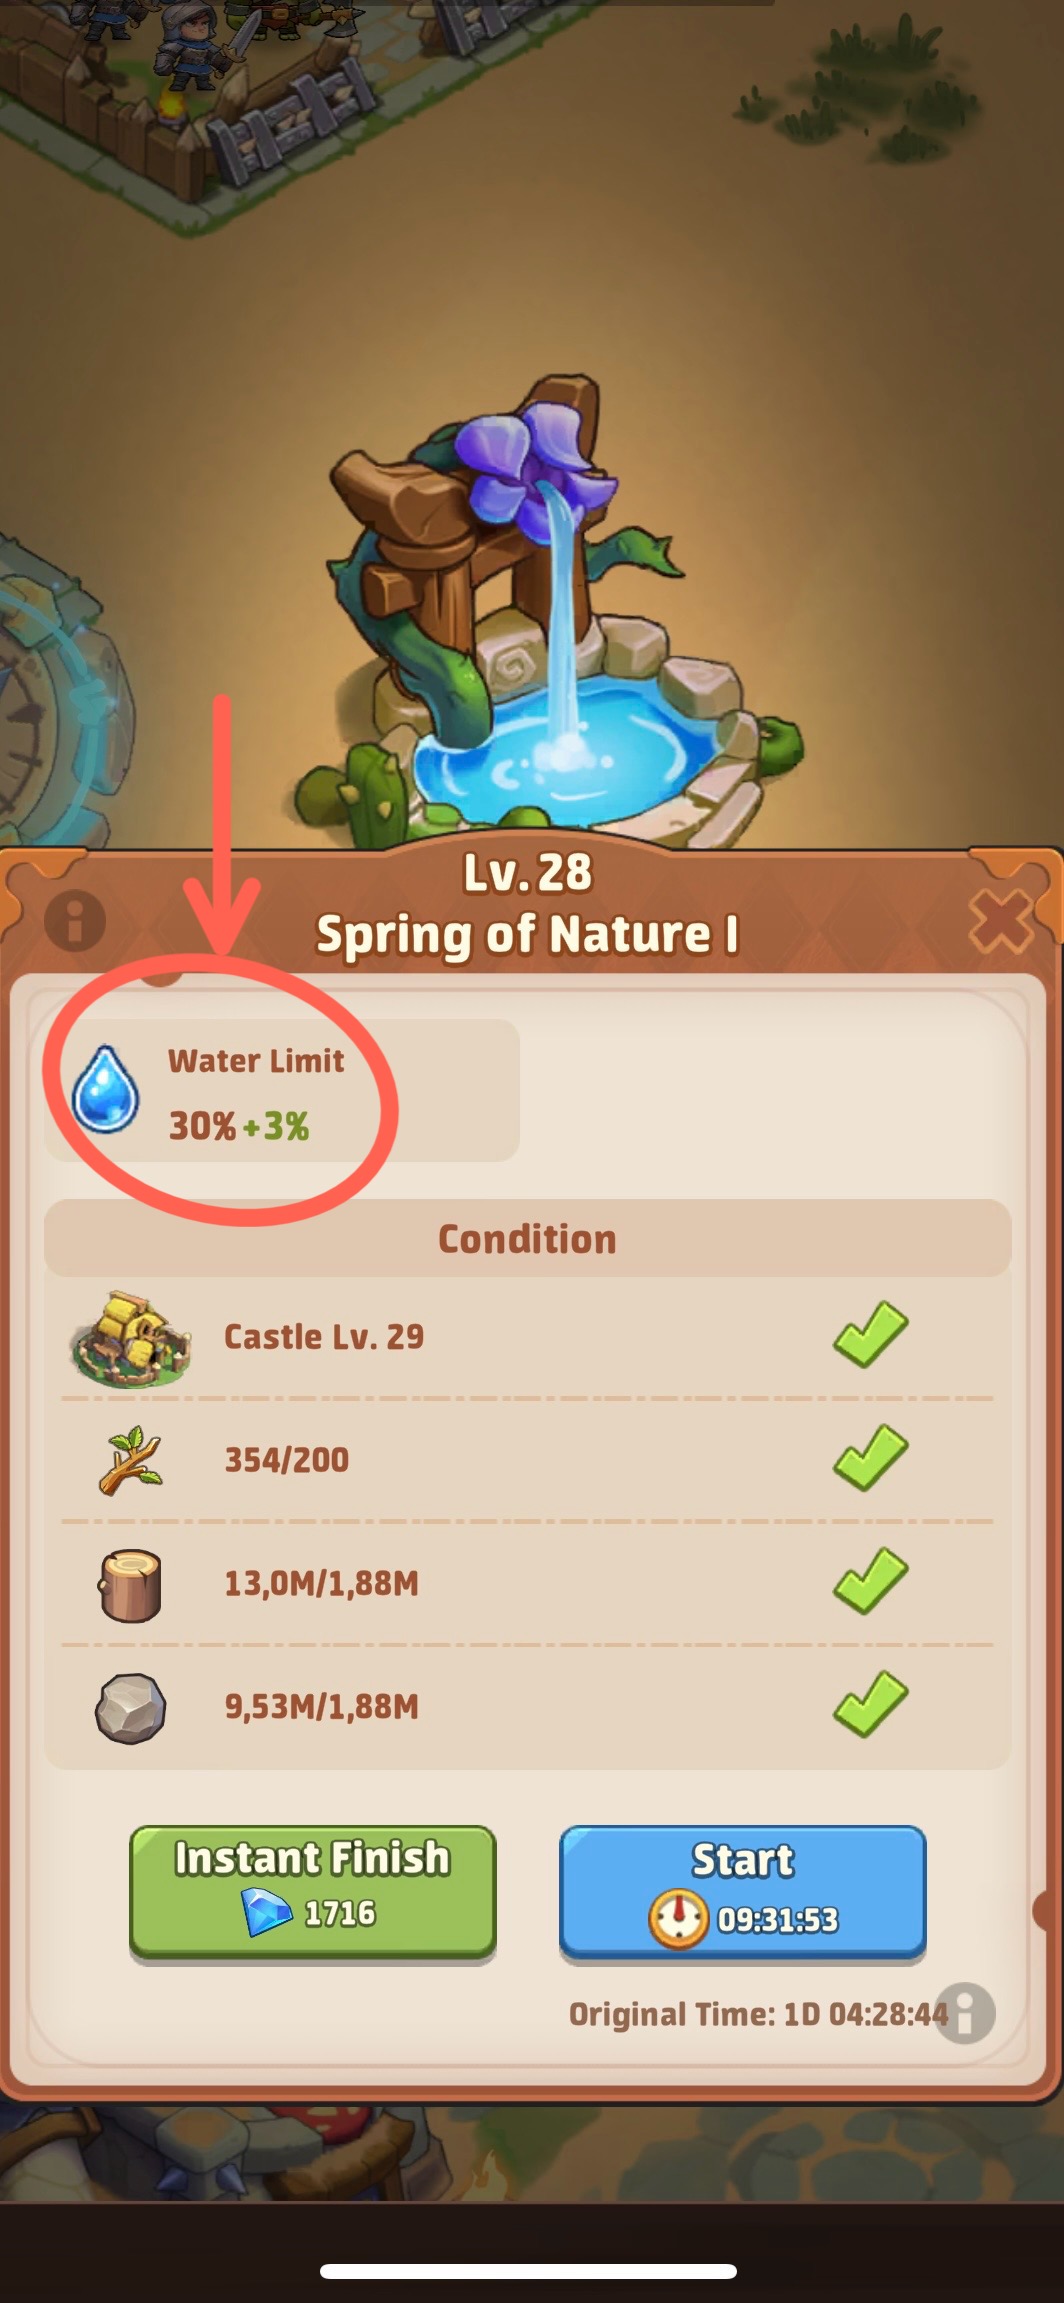 Lv. 28
Spring of Nature I
Water Limit
30%+3%
Condition
Castle Lv. 29
354/200
13,0M/1,88M
9,53M/1,88M
Instant Finish
1716
Start
09:31:53
Original Time: 1D 04:28:44